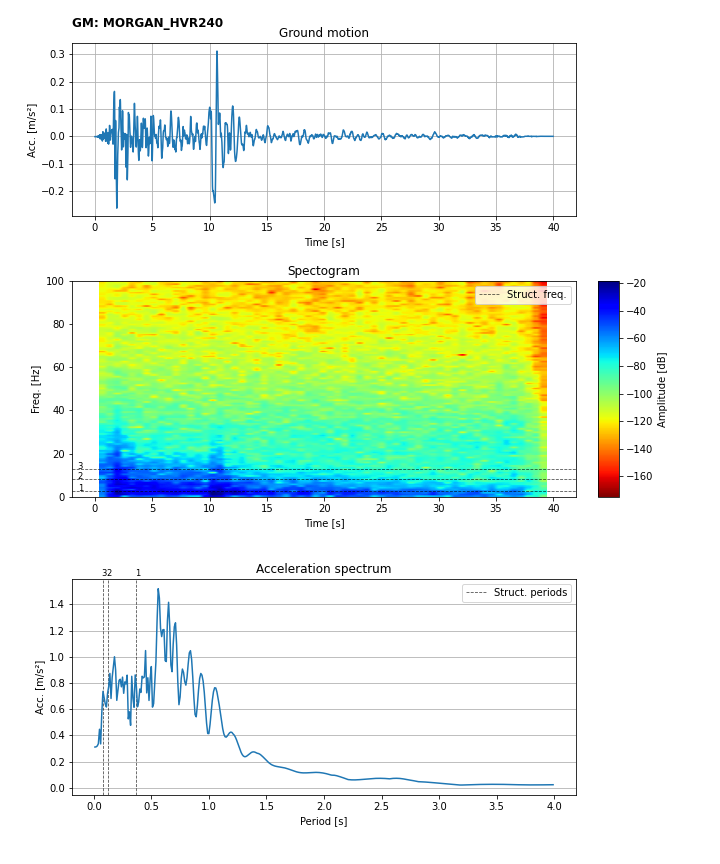 GM: MORGAN_HVR240
Ground motion
Acc. [m/s²]
0.3
0.2
0.1
0.0
−0.1
−0.2
0 5 10 15 20 25 30 35 40
Time [s]
Spectogram
Freq. [Hz]
100
80
60
40
20
0
Struct. freq.
3
2
1
0 5 10 15 20 25 30 35 40
Time [s]
−20
−40
−60
−80
−100
−120
−140
−160
Amplitude [dB]
Acceleration spectrum
32 1
Acc. [m/s²]
1.4
1.2
1.0
0.8
0.6
0.4
0.2
0.0
Struct. periods
0.0 0.5 1.0 1.5 2.0 2.5 3.0 3.5 4.0
Period [s]